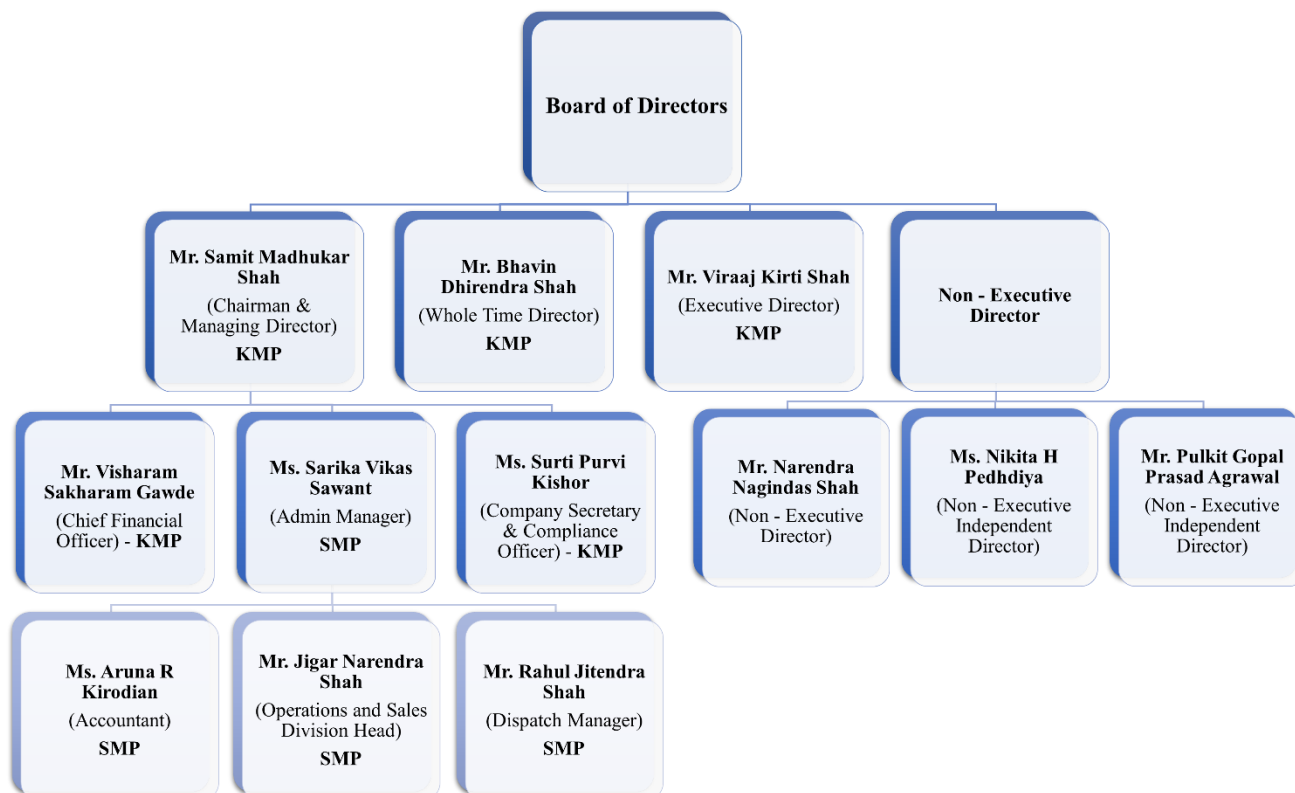 Board of Directors
Mr. Samit Madhukar
Shah
(Chairman &
Managing Director)
KMP
Mr. Bhavin
Dhirendra Shah
(Whole Time Director)
KMP
Mr. Viraaj Kirti Shah
(Executive Director)
KMP
Non - Executive
Director
Mr. Visharam
Sakharam Gawde
(Chief Financial
Officer) - KMP
Ms. Sarika Vikas
Sawant
(Admin Manager)
SMP
Ms. Surti Purvi
Kishor
(Company Secretary
& Compliance
Officer) - KMP
Mr. Narendra
Nagindas Shah
(Non - Executive
Director)
Ms. Nikita H
Pedhdiya
(Non - Executive
Independent
Director)
Mr. Pulkit Gopal
Prasad Agrawal
(Non - Executive
Independent
Director)
Ms. Aruna R
Kirodian
(Accountant)
SMP
Mr. Jigar Narendra
Shah
(Operations and Sales
Division Head)
SMP
Mr. Rahul Jitendra
Shah
(Dispatch Manager)
SMP